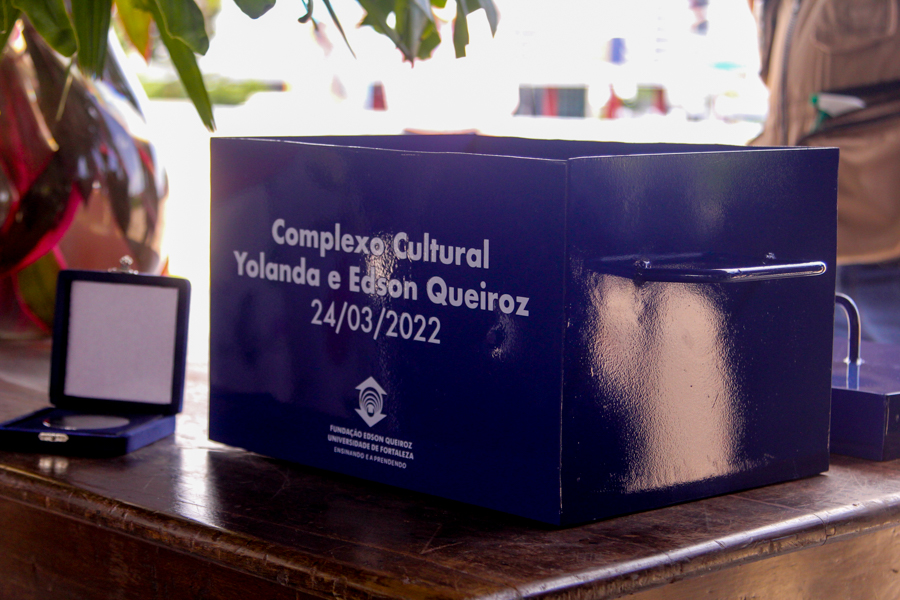 Complexo Cultural
Yolanda e Edson Queiroz
24/03/2022
FUNDAÇÃO EDSON QUEIROZ
UNIVERSIDADE DE FORTALEZA
ENSINANDO E APRENDENDO